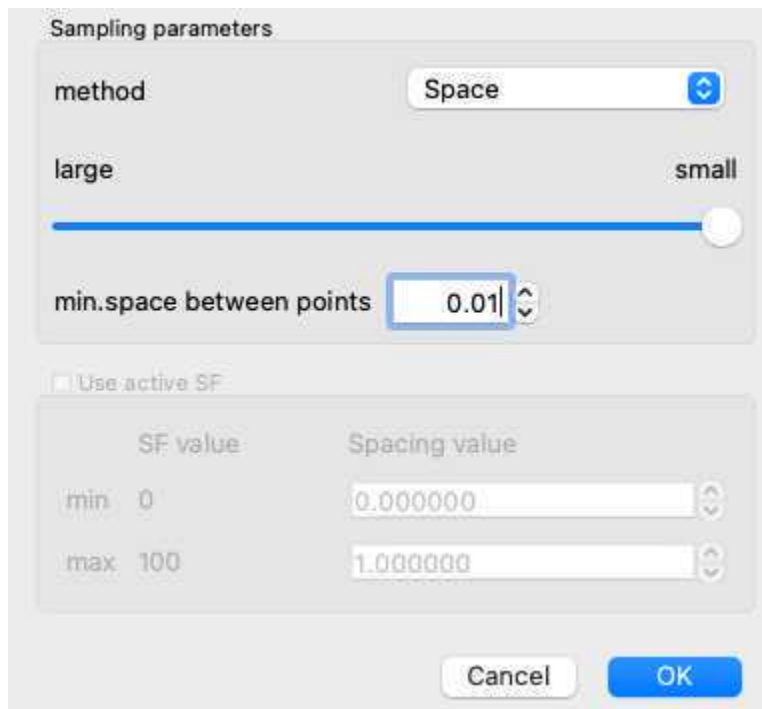 Sampling parameters
method Space
large small
min.space between points 0.01
Use active SF
SF value Spacing value
min 0 0.000000
max 100 1.000000
Cancel OK